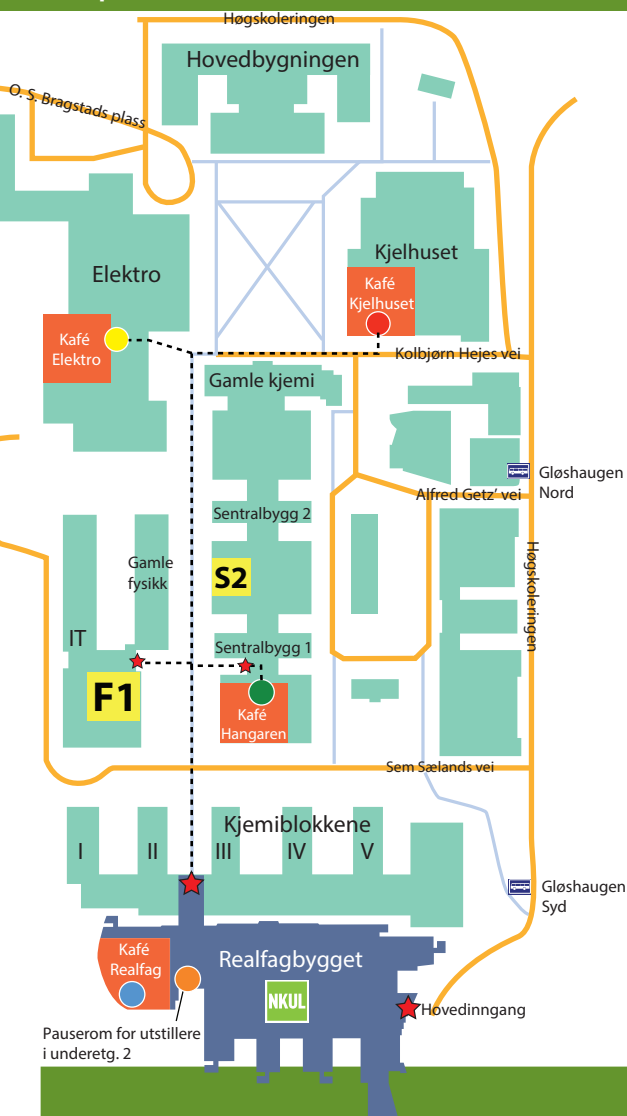 Høgskoleringen
Hovedbygningen
O. S. Bragstads plass
Kjelhuset
Elektro
Kafé
Kjelhuset
Kafé
Elektro
Kolbjørn Hejes vei
Gamle kjemi
Gløshaugen
Nord
Alfred Getz' vei
Sentralbygg 2
Høgskoleringen
Gamle
fysikk
S2
IT
Sentralbygg 1
F1
Kafé
Hangaren
Sem Sælands vei
Kjemiblokkene
I II III IV V
Gløshaugen
Syd
Kafé
Realfag
Realfagbygget
NKUL
Hovedinngang
Pauserom for utstillere
i underetg. 2